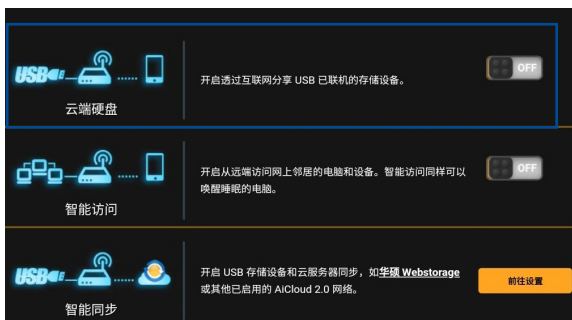 USB
开启透过互联网分享 USB 已联机的存储设备。
OFF
云端硬盘
开启从远端访问网上邻居的电脑和设备。智能访问同样可以
唤醒睡眠的电脑。
OFF
智能访问
USB
开启 USB 存储设备和云服务器同步，如华硕 Webstorage
或其他已启用的 AiCloud 2.0 网络。
前往设置
智能同步